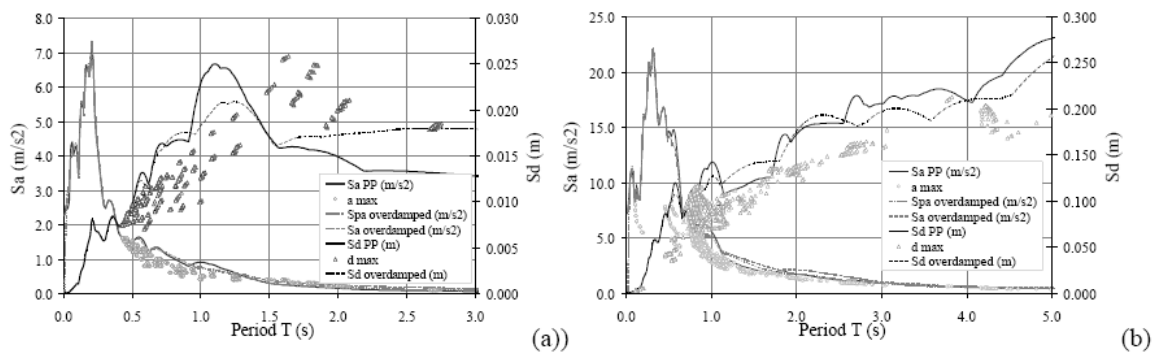 8.0
7.0
6.0
5.0
4.0
3.0
2.0
1.0
0.0
Sa (m/s2)
0.0 0.5 1.0 1.5 2.0 2.5 3.0
Period T (s)
0.030
0.025
0.020
0.015
0.010
0.005
0.000
Sd (m)
Sa PP (m/s2)
a max
Spa overdamped (m/s2)
Sa overdamped (m/s2)
Sd PP (m)
d max
Sd overdamped (m)
(a))
25.0
20.0
15.0
10.0
5.0
0.0
Sa (m/s2)
0.0 1.0 2.0 3.0 4.0 5.0
Period T (s)
0.300
0.250
0.200
0.150
0.100
0.050
0.000
Sd (m)
Sa PP (m/s2)
a max
Spa overdamped (m/s2)
Sa overdamped (m/s2)
Sd PP (m)
d max
Sd overdamped (m)
(b)